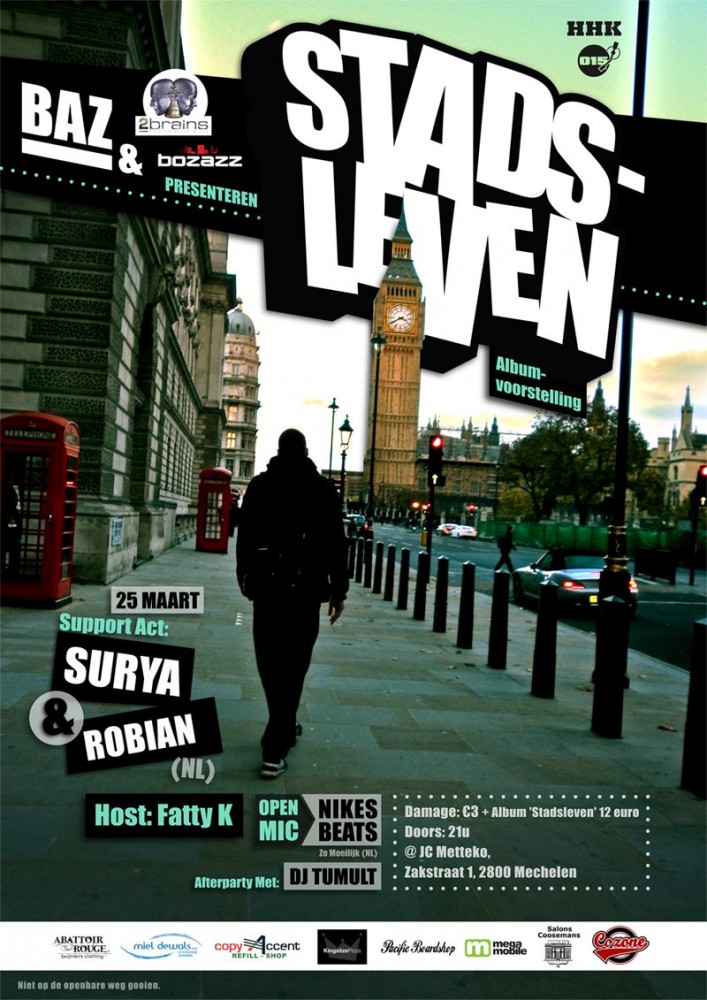 HHK
015
STADS-
LEVEN
BAZ
&
2brains
bozazz
PRESENTEREN
Album-
voorstelling
TELEPHONE
25 MAART
Support Act:
SURYA
&
ROBIAN
(NL)
Host: Fatty K
OPEN
MIC
NIKES
BEATS
Zo Moeilijk (NL)
Afterparty Met: DJ TUMULT
Damage: €3 + Album 'Stadsleven' 12 euro
Doors: 21u
@ JC Metteko,
Zakstraat 1, 2800 Mechelen
ABATTOIR
ROUGE
miel dewals
copy Accent
REFILL - SHOP
KingsizePlaza
Pacific Boardshop
m mega
mobile
Salons
Coosemans
Cozone
Niet op de openbare weg gooien.